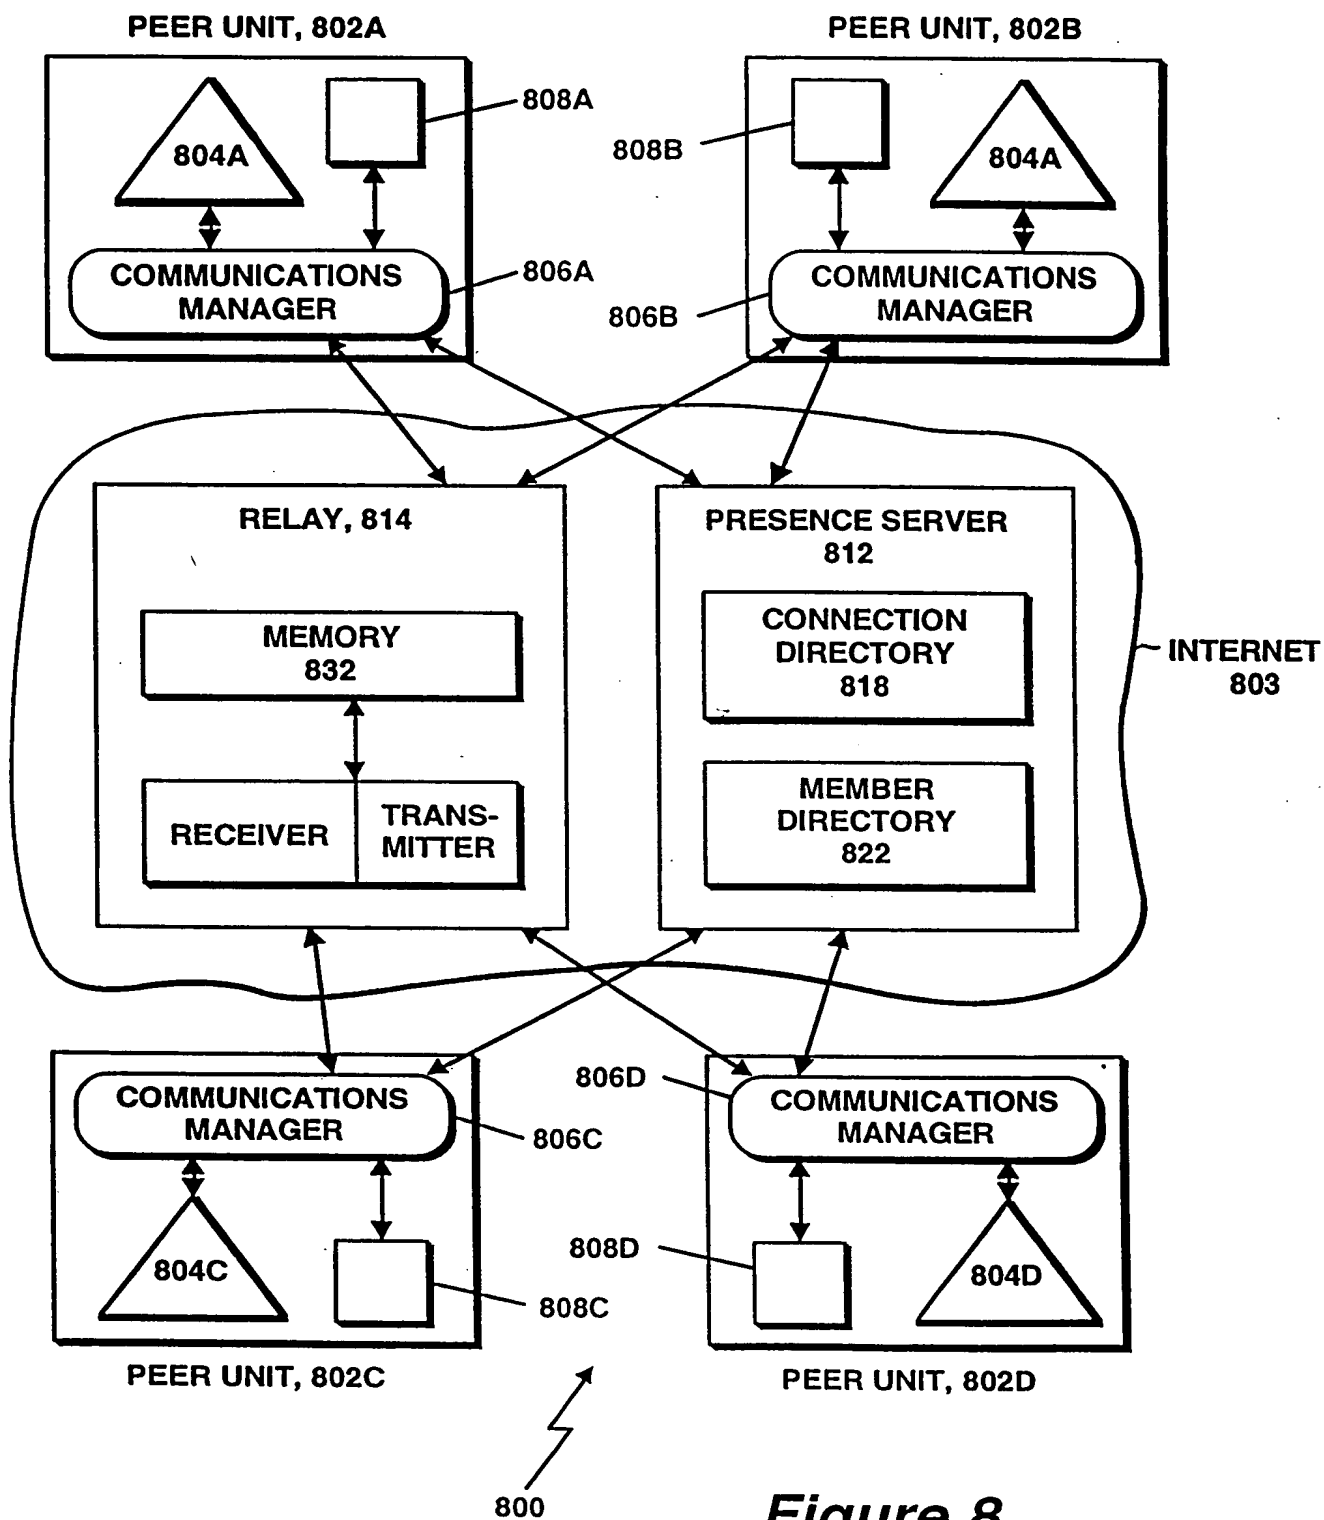 PEER UNIT, 802A
PEER UNIT, 802B
804A
808A
808B
804A
COMMUNICATIONS
MANAGER
806A
806B
COMMUNICATIONS
MANAGER
RELAY, 814
MEMORY
832
RECEIVER
TRANS-
MITTER
PRESENCE SERVER
812
CONNECTION
DIRECTORY
818
MEMBER
DIRECTORY
822
INTERNET
803
COMMUNICATIONS
MANAGER
806C
804C
808C
PEER UNIT, 802C
806D
COMMUNICATIONS
MANAGER
808D
804D
PEER UNIT, 802D
800
Figure 8